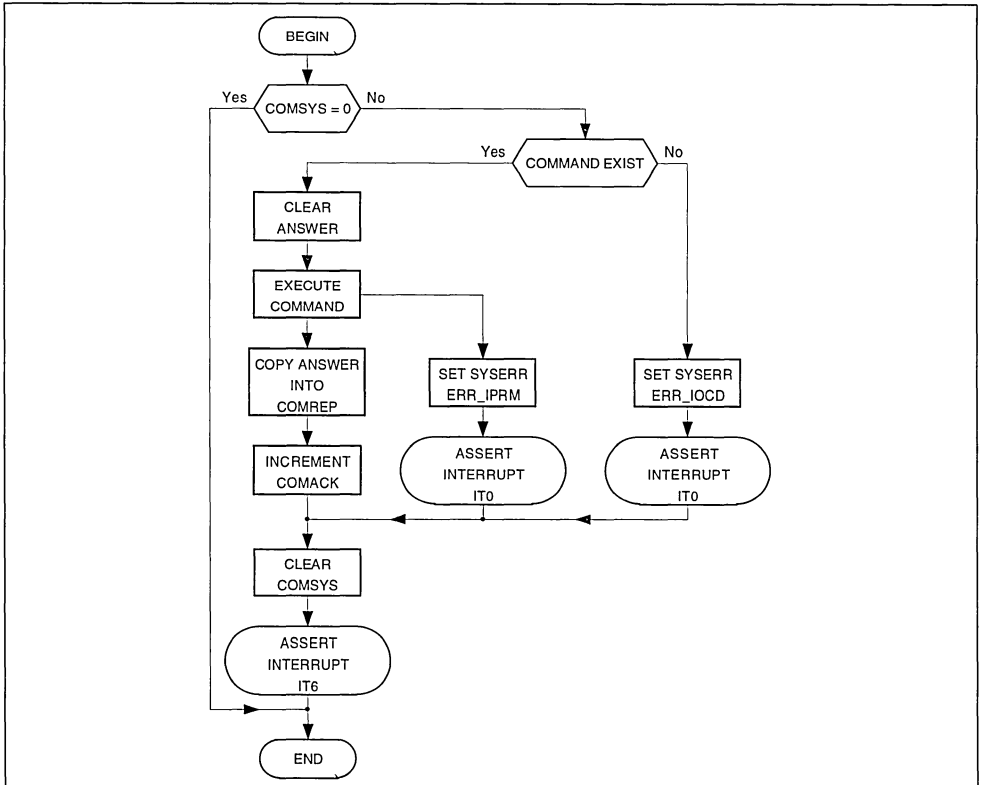 BEGIN
Yes
COMSYS = 0
No
Yes
COMMAND EXIST
No
CLEAR
ANSWER
EXECUTE
COMMAND
COPY ANSWER
INTO
COMREP
SET SYSERR
ERR_IPRM
SET SYSERR
ERR_IOCD
INCREMENT
COMACK
ASSERT
INTERRUPT
IT0
ASSERT
INTERRUPT
IT0
CLEAR
COMSYS
ASSERT
INTERRUPT
IT6
END